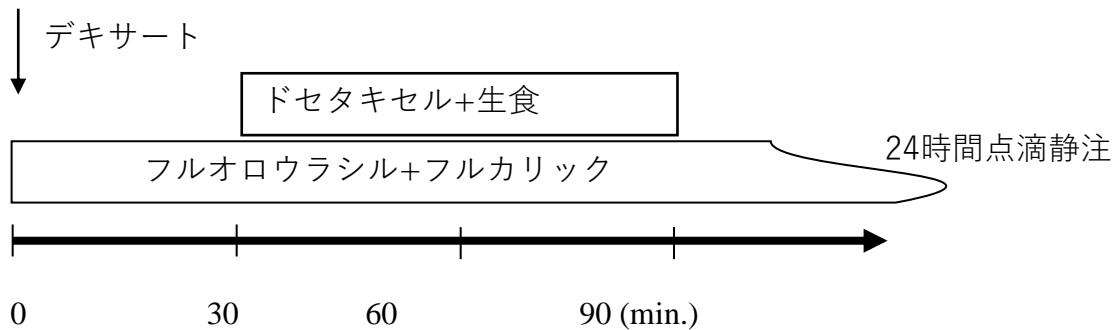 デキサート
ドセタキセル+生食
24時間点滴静注
フルオロウラシル+フルカリック
0 30 60 90 (min.)